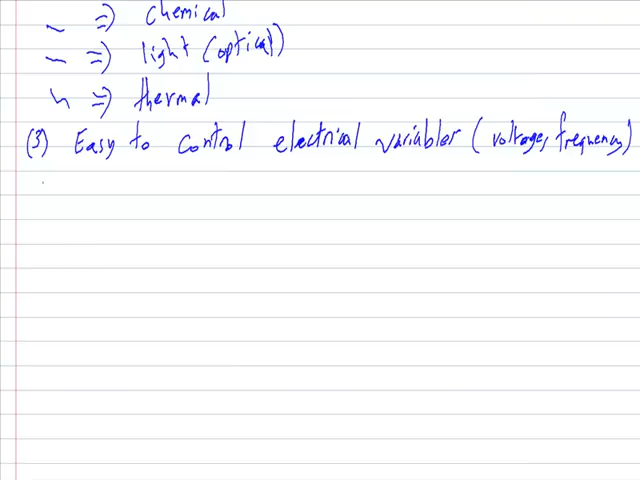 ~ => chemical
~ => light (optical)
~ => thermal
(3) Easy to control electrical variables (voltage, frequency)